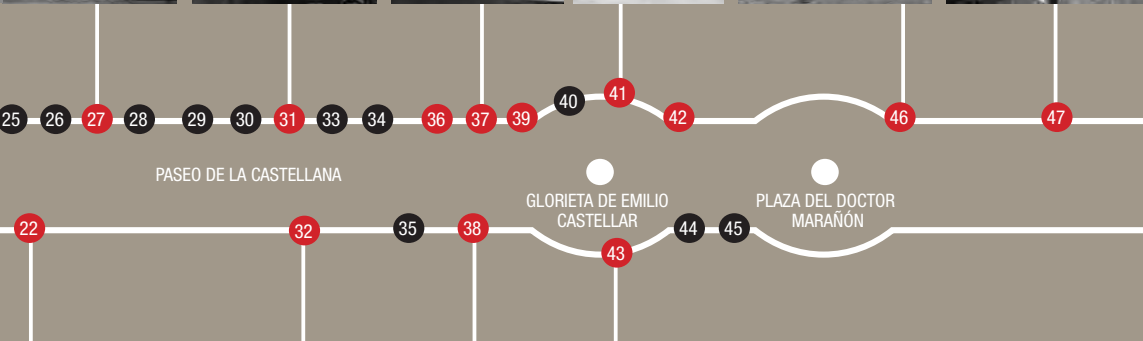 25 26 27 28 29 30 31 33 34 36 37 39 40 41 42 46 47
PASEO DE LA CASTELLANA
GLORIETA DE EMILIO
CASTELLAR
PLAZA DEL DOCTOR
MARAÑÓN
22 32 35 38 43 44 45